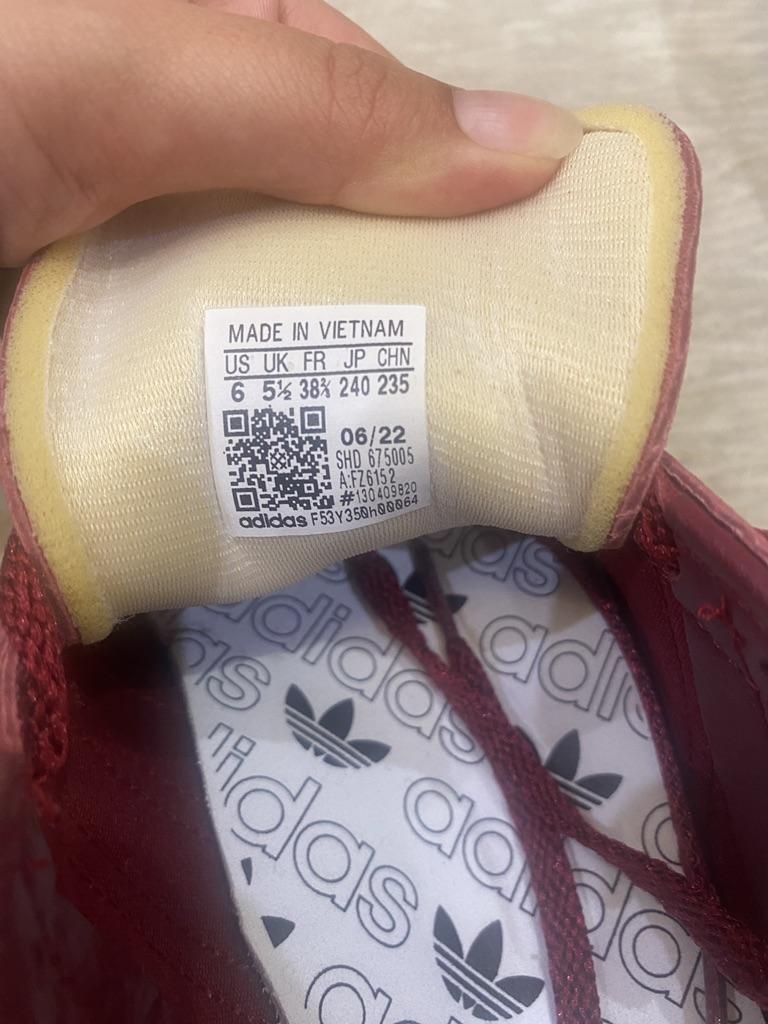 MADE IN VIETNAM
US UK FR JP CHN
6 5½ 38⅔ 240 235
06/22
SHD 675005
A:FZ6152
#130409820
adidas F53Y350h00064
adidas
adidas
adidas
adidas
adidas